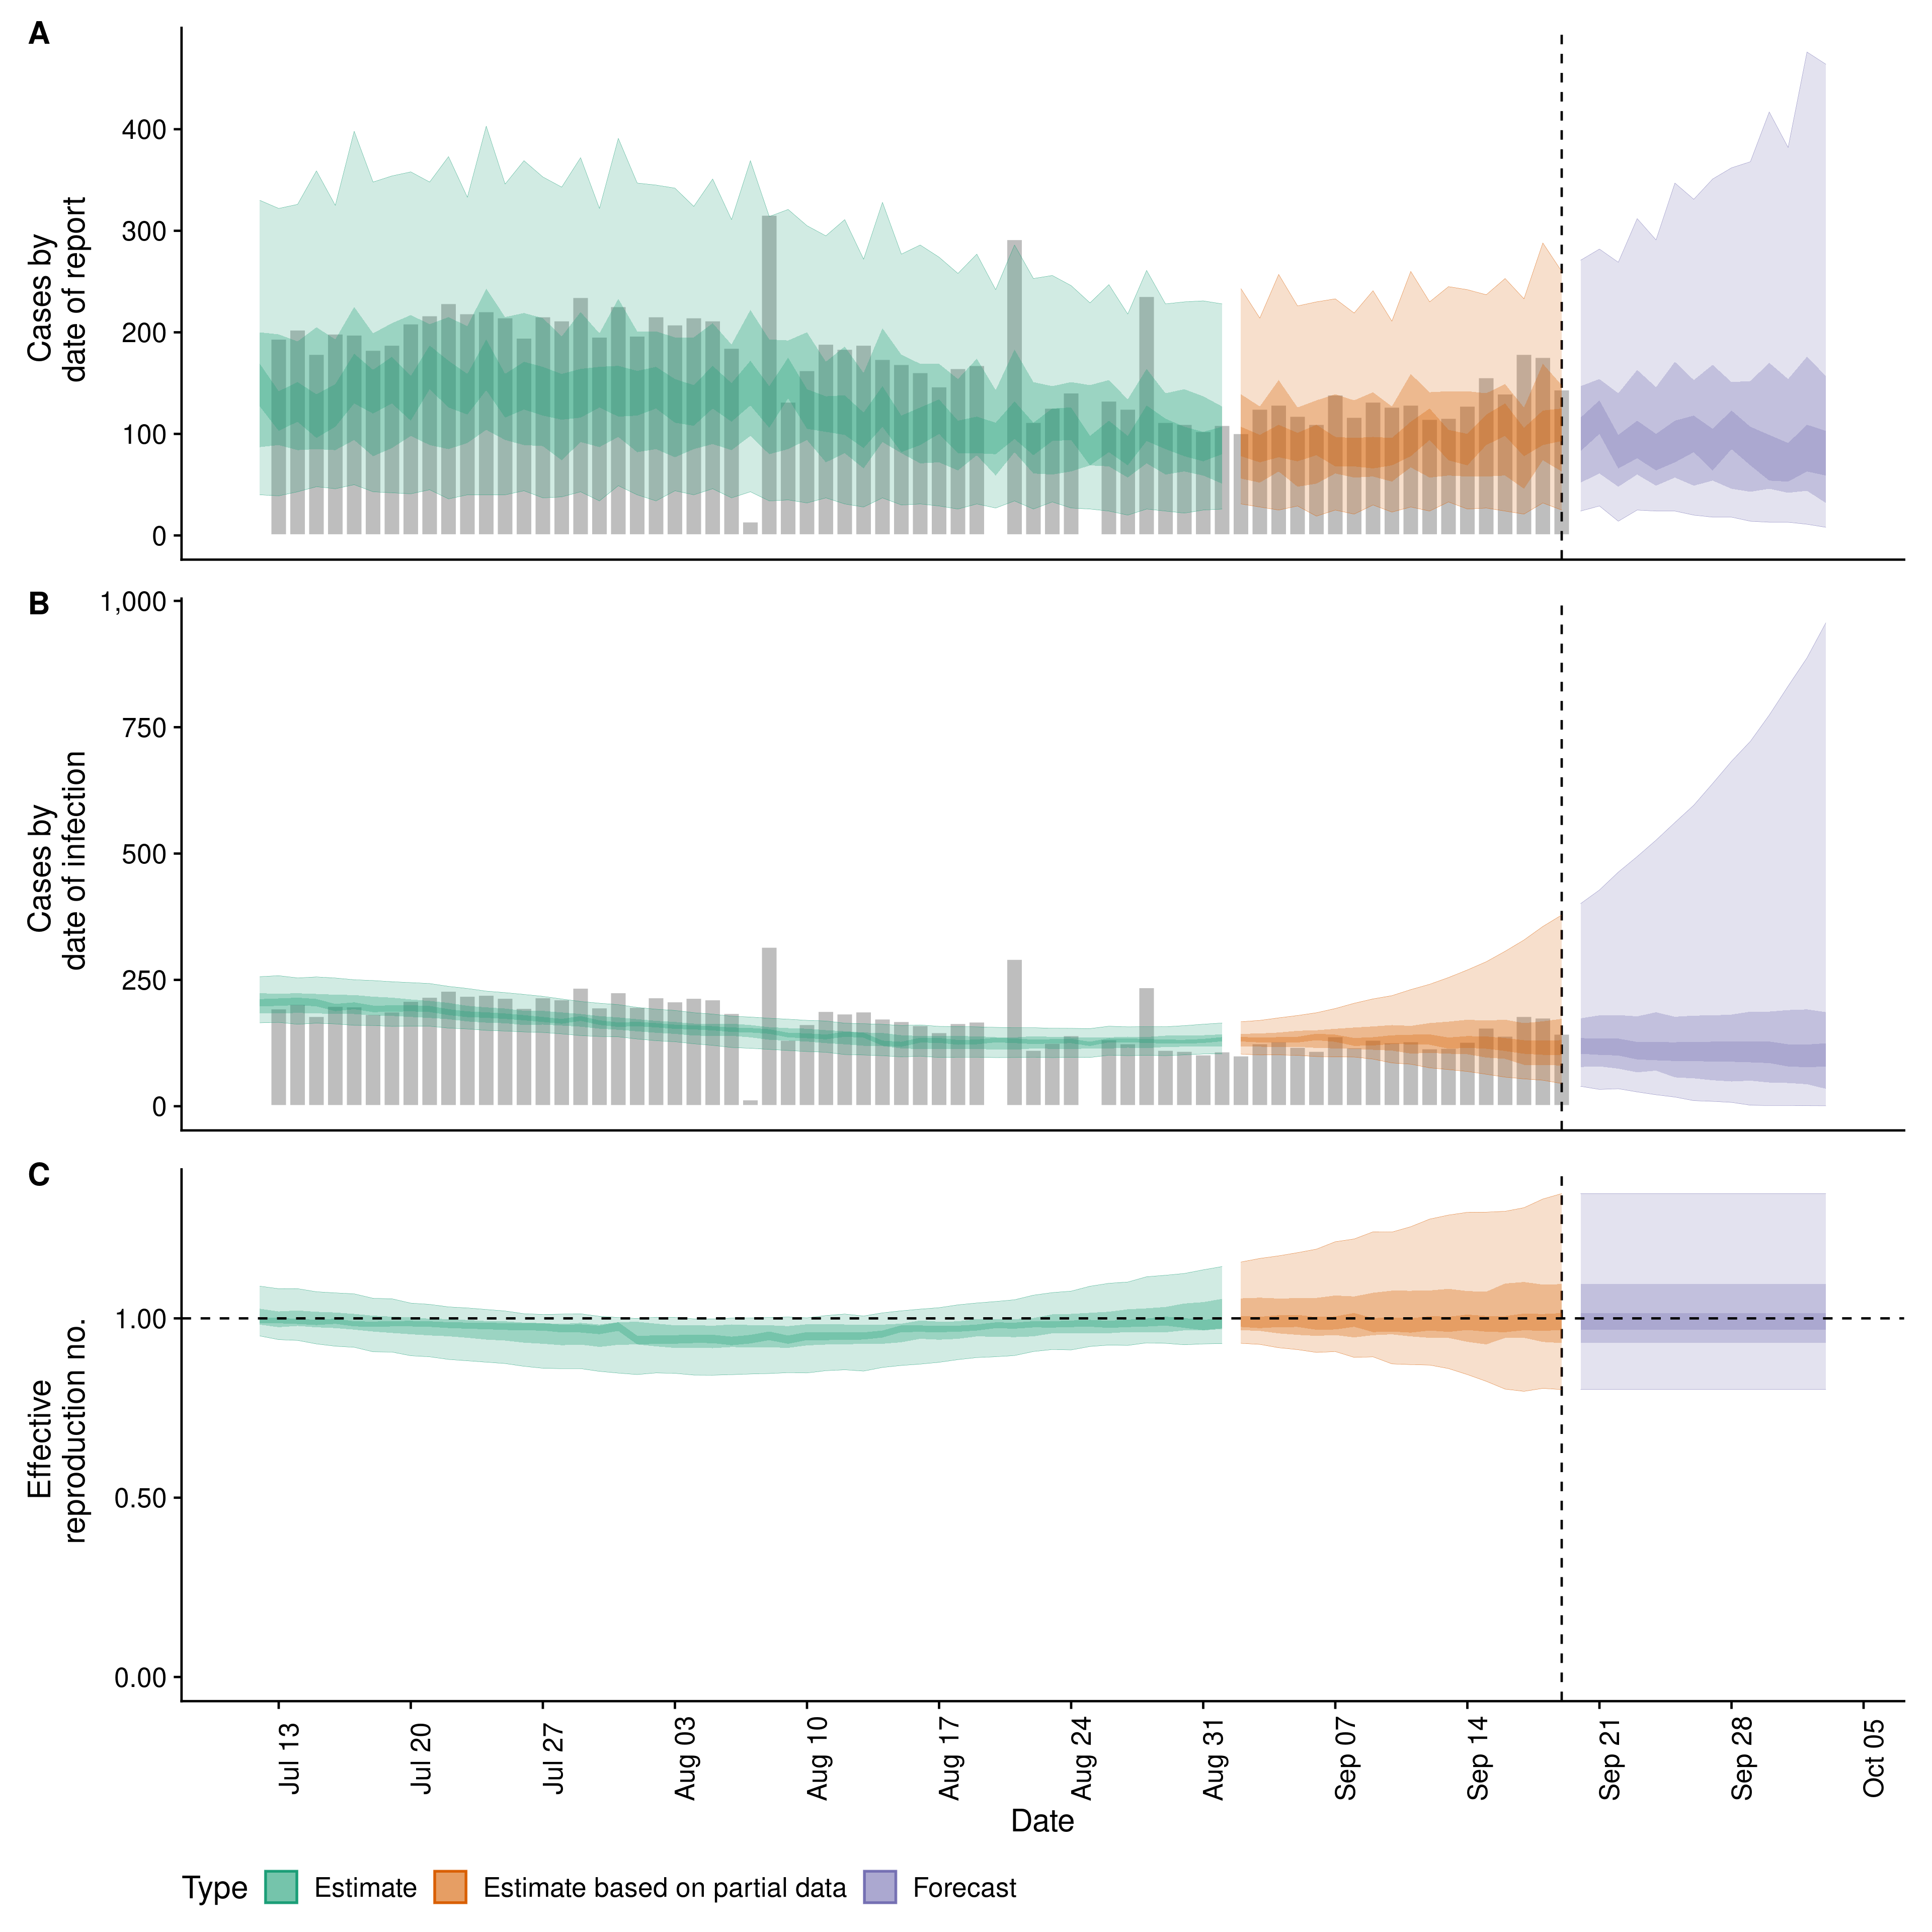 A
Cases by
date of report
400
300
200
100
0
B
Cases by
date of infection
1,000
750
500
250
0
C
Effective
reproduction no.
1.00
0.50
0.00
Jul 13
Jul 20
Jul 27
Aug 03
Aug 10
Aug 17
Aug 24
Aug 31
Sep 07
Sep 14
Sep 21
Sep 28
Oct 05
Date
Type Estimate Estimate based on partial data Forecast